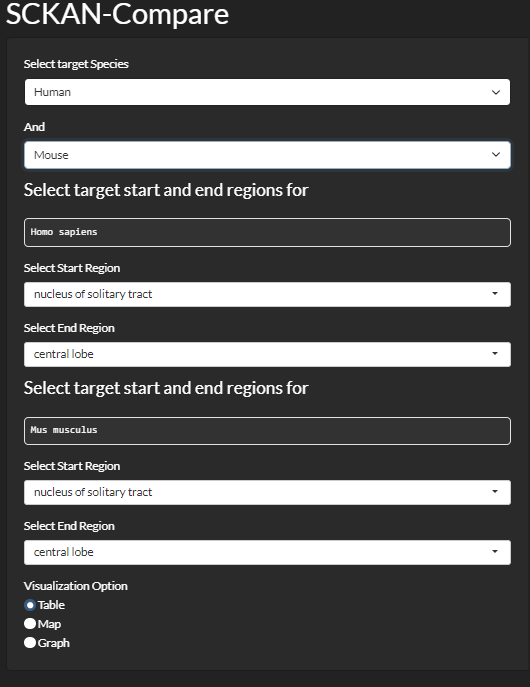 SCKAN-Compare
Select target Species
Human
And
Mouse
Select target start and end regions for
Homo sapiens
Select Start Region
nucleus of solitary tract
Select End Region
central lobe
Select target start and end regions for
Mus musculus
Select Start Region
nucleus of solitary tract
Select End Region
central lobe
Visualization Option
Table
Map
Graph